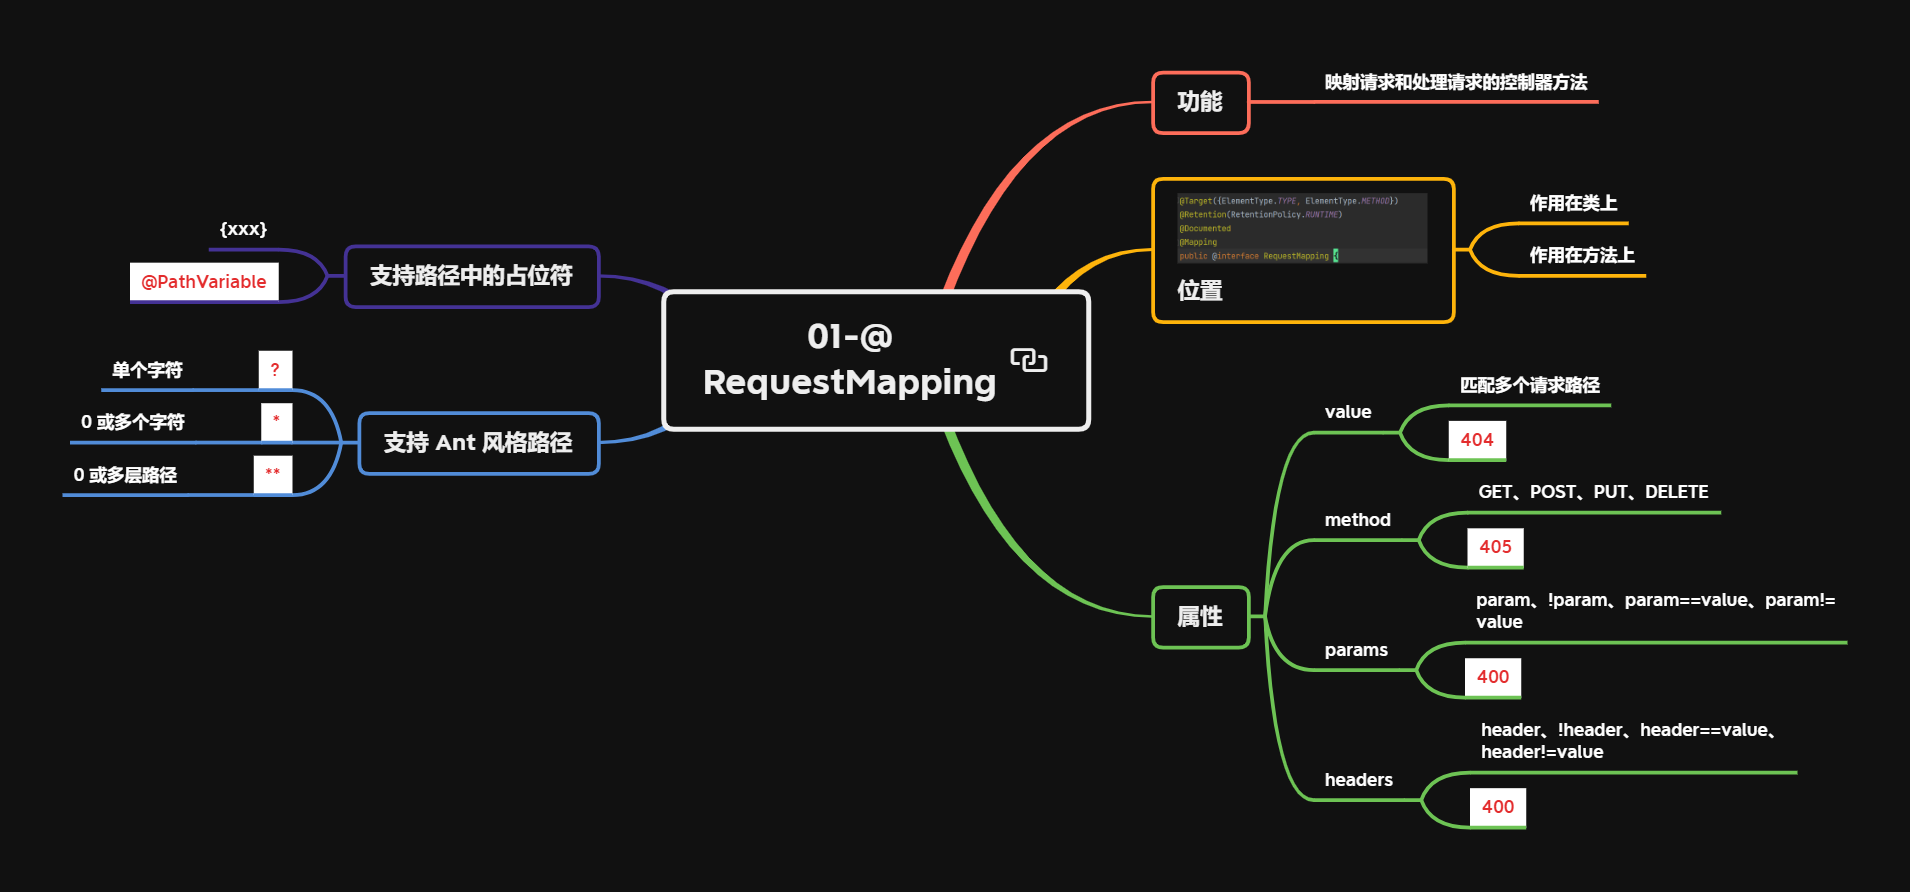 01-@
RequestMapping
功能
映射请求和处理请求的控制器方法
@Target({ElementType.TYPE, ElementType.METHOD})
@Retention(RetentionPolicy.RUNTIME)
@Documented
@Mapping
public @interface RequestMapping {
位置
作用在类上
作用在方法上
属性
value
匹配多个请求路径
404
method
GET、POST、PUT、DELETE
405
params
param、!param、param==value、param!=
value
400
headers
header、!header、header==value、
header!=value
400
支持路径中的占位符
{xxx}
@PathVariable
支持 Ant 风格路径
?
单个字符
*
0 或多个字符
**
0 或多层路径